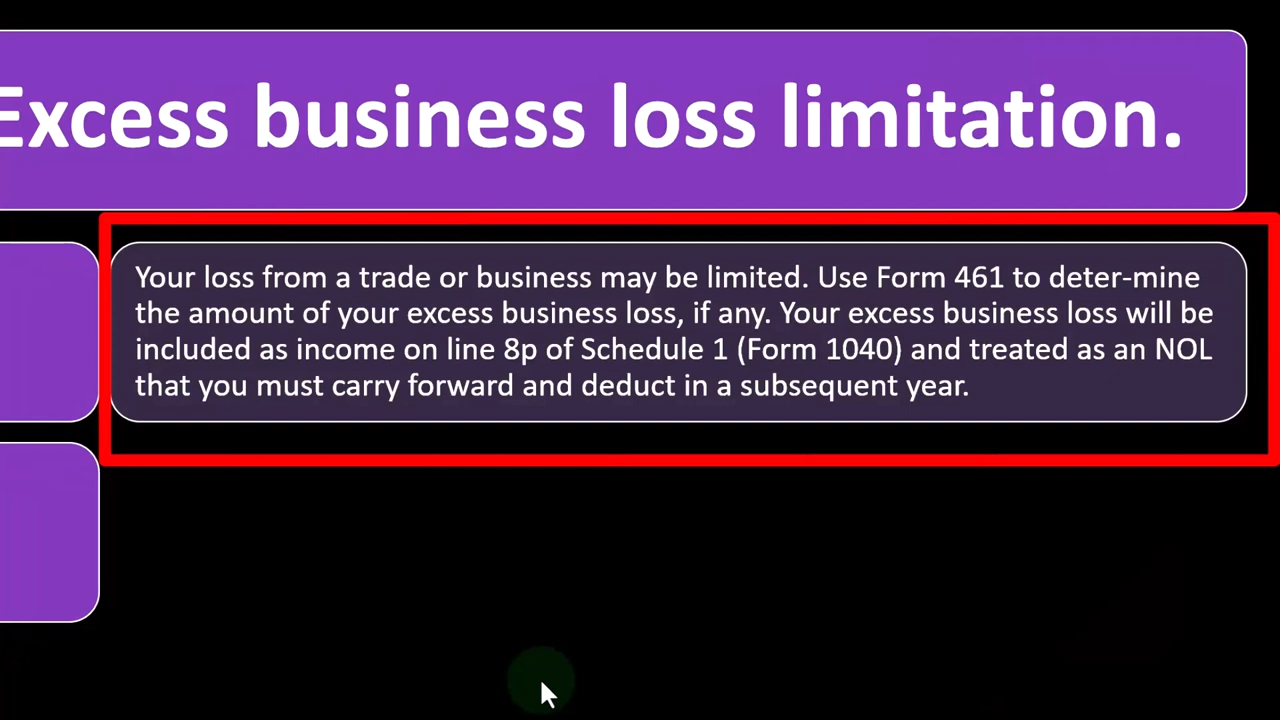 Excess business loss limitation.
Your loss from a trade or business may be limited. Use Form 461 to deter-mine
the amount of your excess business loss, if any. Your excess business loss will be
included as income on line 8p of Schedule 1 (Form 1040) and treated as an NOL
that you must carry forward and deduct in a subsequent year.